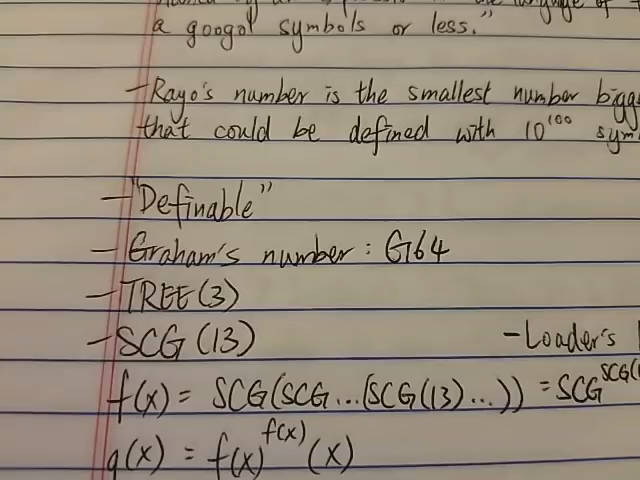 a googol symbols or less."
-Rayo's number is the smallest number
that could be defined with 10^100
-"Definable"
-Graham's number: G64
-TREE(3)
-SCG(13)
-Loader's
f(x) = SCG(SCG...(SCG(13)...)) = SCG^SCG(
g(x) = f(x)^f(x) (x)